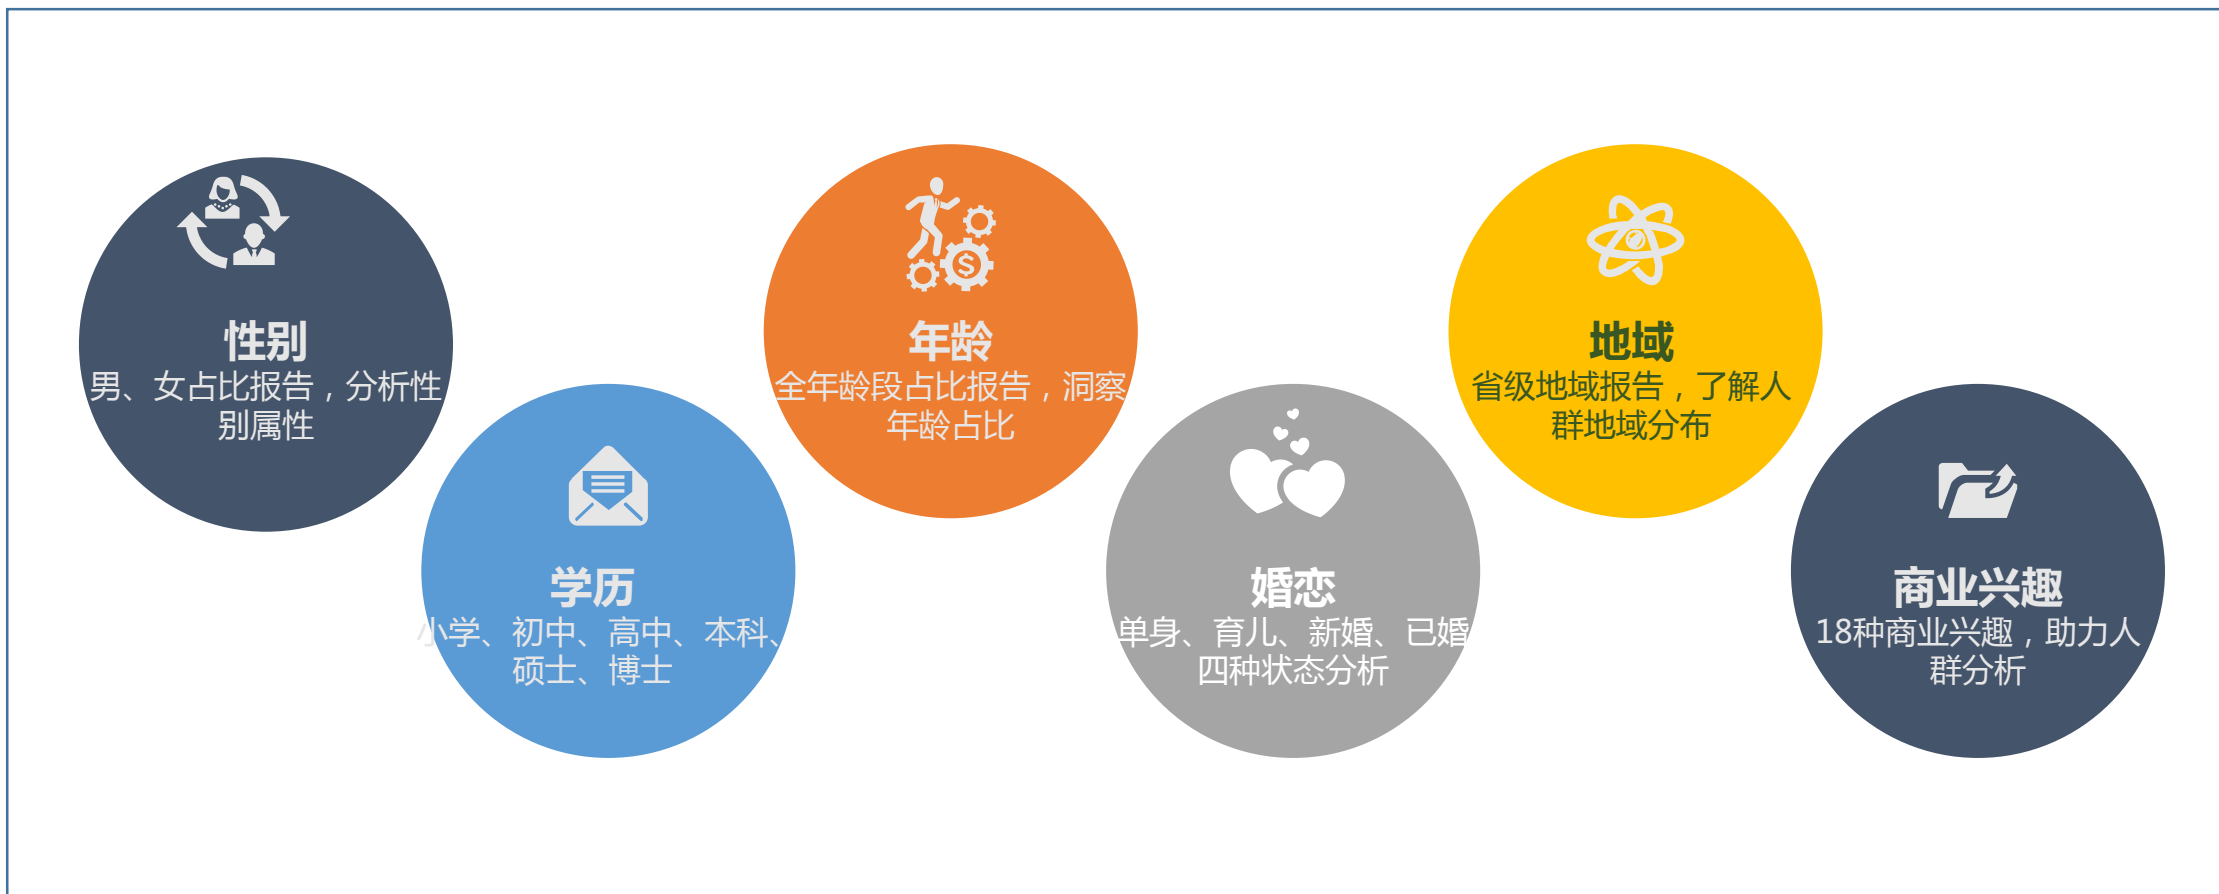 性别
男、女占比报告，分析性
别属性
学历
小学、初中、高中、本科、
硕士、博士
年龄
全年龄段占比报告，洞察
年龄占比
婚恋
单身、育儿、新婚、已婚
四种状态分析
地域
省级地域报告，了解人
群地域分布
商业兴趣
18种商业兴趣，助力人
群分析
$